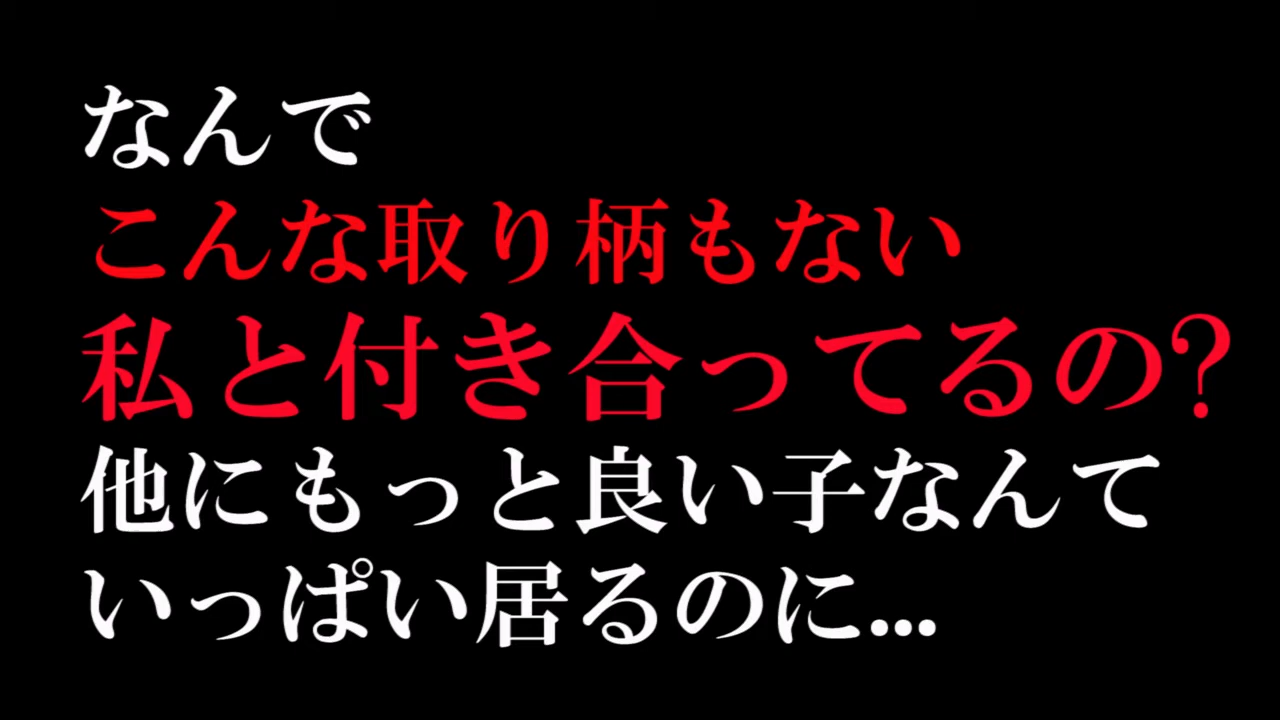 なんで
こんな取り柄もない
私と付き合ってるの?
他にもっと良い子なんて
いっぱい居るのに...